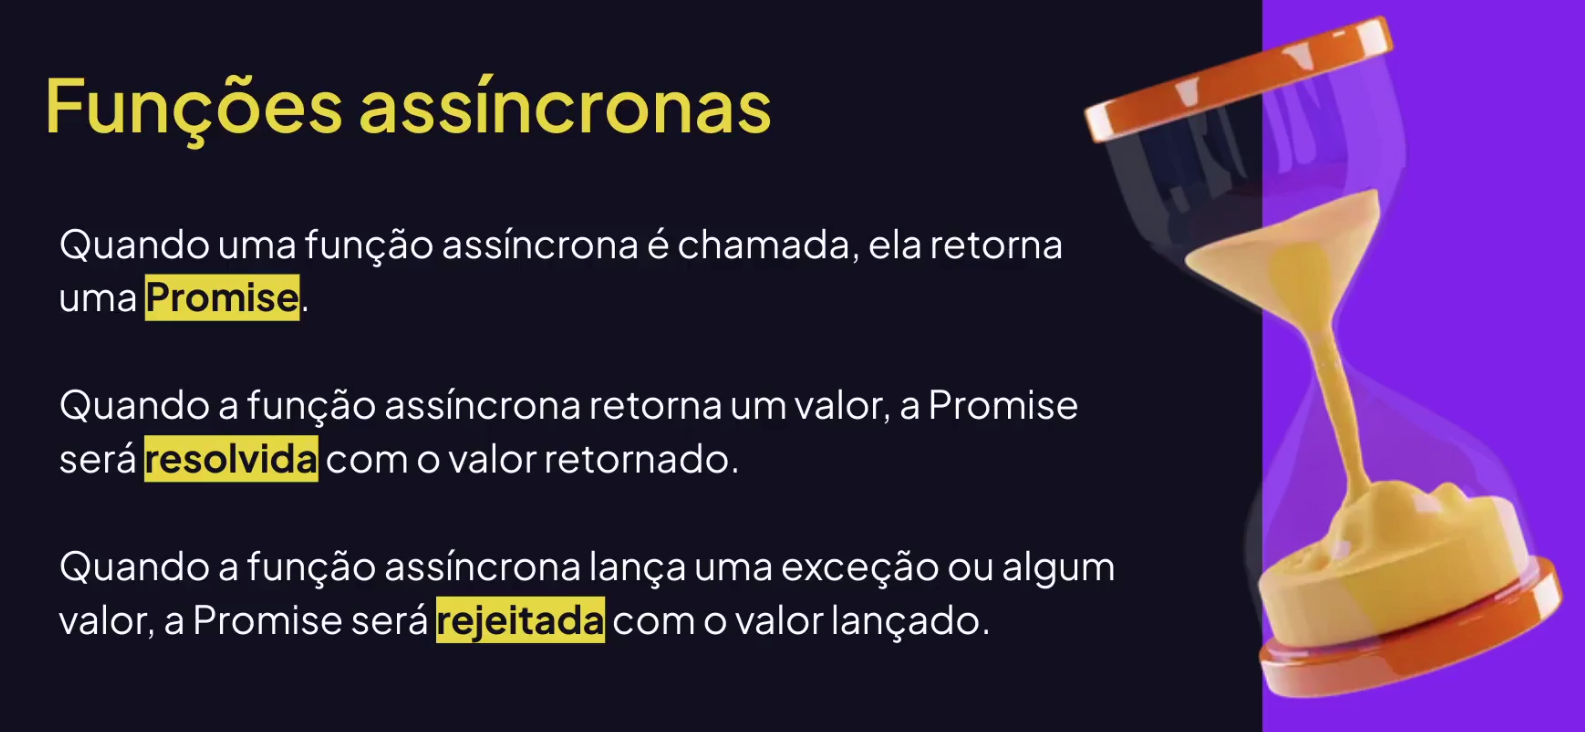 Funções assíncronas
Quando uma função assíncrona é chamada, ela retorna
uma Promise.
Quando a função assíncrona retorna um valor, a Promise
será resolvida com o valor retornado.
Quando a função assíncrona lança uma exceção ou algum
valor, a Promise será rejeitada com o valor lançado.